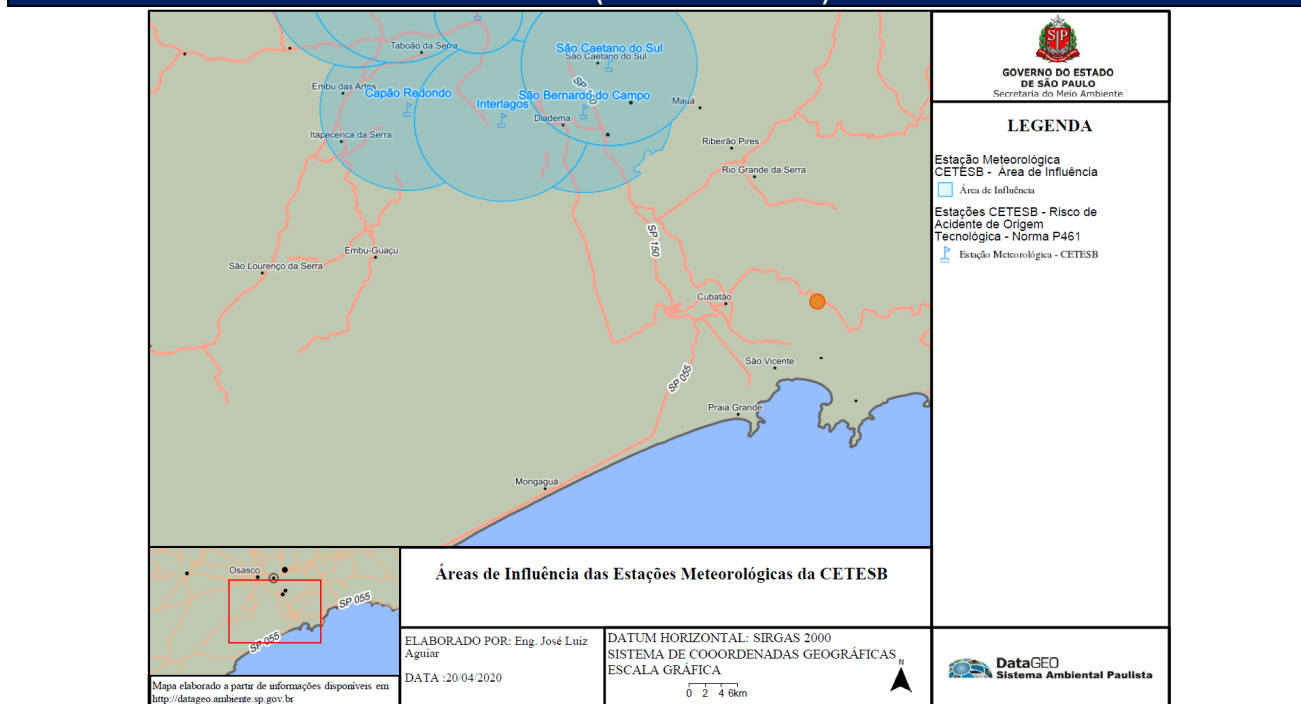 Taboão da Serra
São Caetano do Sul
São Caetano do Sul
Embu das Artes
Capão Redondo
Interlagos
São Bernardo do Campo
Mauá
Diadema
Itapecerica da Serra
Ribeirão Pires
Rio Grande da Serra
SP 150
Embu-Guaçu
São Lourenço da Serra
Cubatão
São Vicente
SP 055
Praia Grande
Mongaguá
GOVERNO DO ESTADO
DE SÃO PAULO
Secretaria do Meio Ambiente
LEGENDA
Estação Meteorológica
CETESB - Área de Influência
Área de Influência
Estações CETESB - Risco de
Acidente de Origem
Tecnológica - Norma P461
Estação Meteorológica - CETESB
Osasco
SP 055
SP 055
Mapa elaborado a partir de informações disponíveis em
http://datageo.ambiente.sp.gov.br
Áreas de Influência das Estações Meteorológicas da CETESB
ELABORADO POR: Eng. José Luiz
Aguiar
DATA :20/04/2020
DATUM HORIZONTAL: SIRGAS 2000
SISTEMA DE COOORDENADAS GEOGRÁFICAS
ESCALA GRÁFICA
0 2 4 6km
N
DataGEO
Sistema Ambiental Paulista